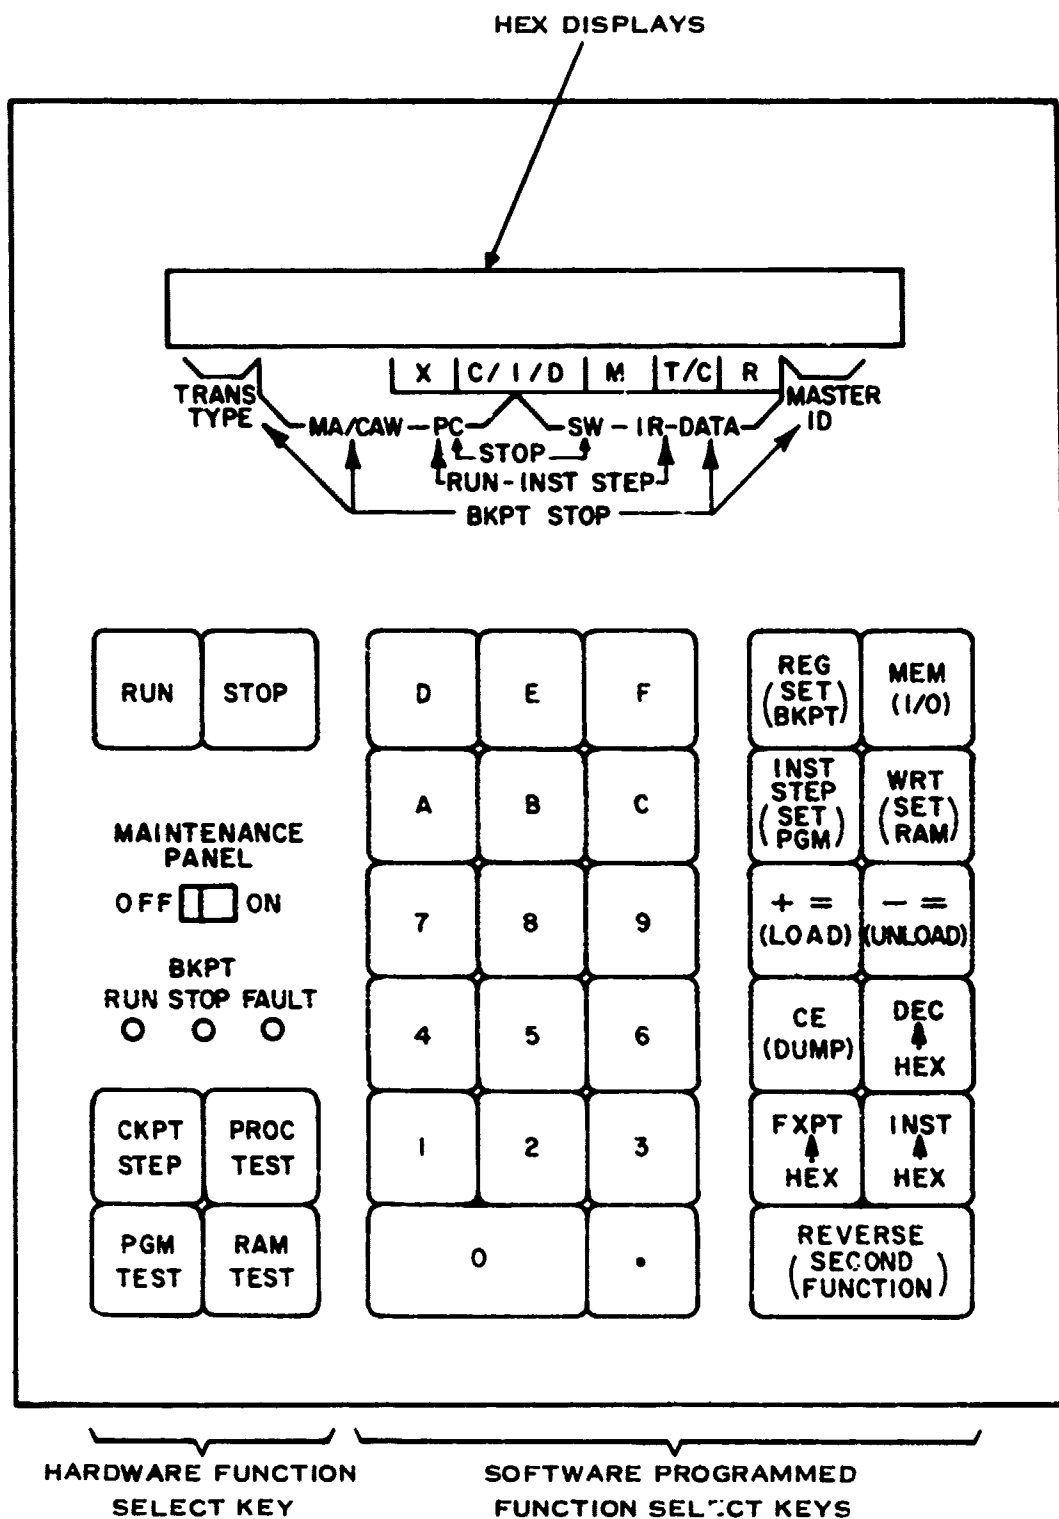 HEX DISPLAYS
X C/I/D M T/C R
TRANS
TYPE
MASTER
ID
MA/CAW-PC SW-IR-DATA
STOP
RUN-INST STEP
BKPT STOP
RUN STOP
D E F
REG
(SET
BKPT)
MEM
(I/O)
A B C
INST
STEP
(SET
PGM)
WRT
(SET
RAM)
MAINTENANCE
PANEL
OFF ON
7 8 9
+ =
(LOAD)
- =
(UNLOAD)
BKPT
RUN STOP FAULT
4 5 6
CE
(DUMP)
DEC
HEX
CKPT
STEP
PROC
TEST
1 2 3
FXPT
HEX
INST
HEX
PGM
TEST
RAM
TEST
0 .
REVERSE
(SECOND
FUNCTION)
HARDWARE FUNCTION
SELECT KEY
SOFTWARE PROGRAMMED
FUNCTION SELECT KEYS